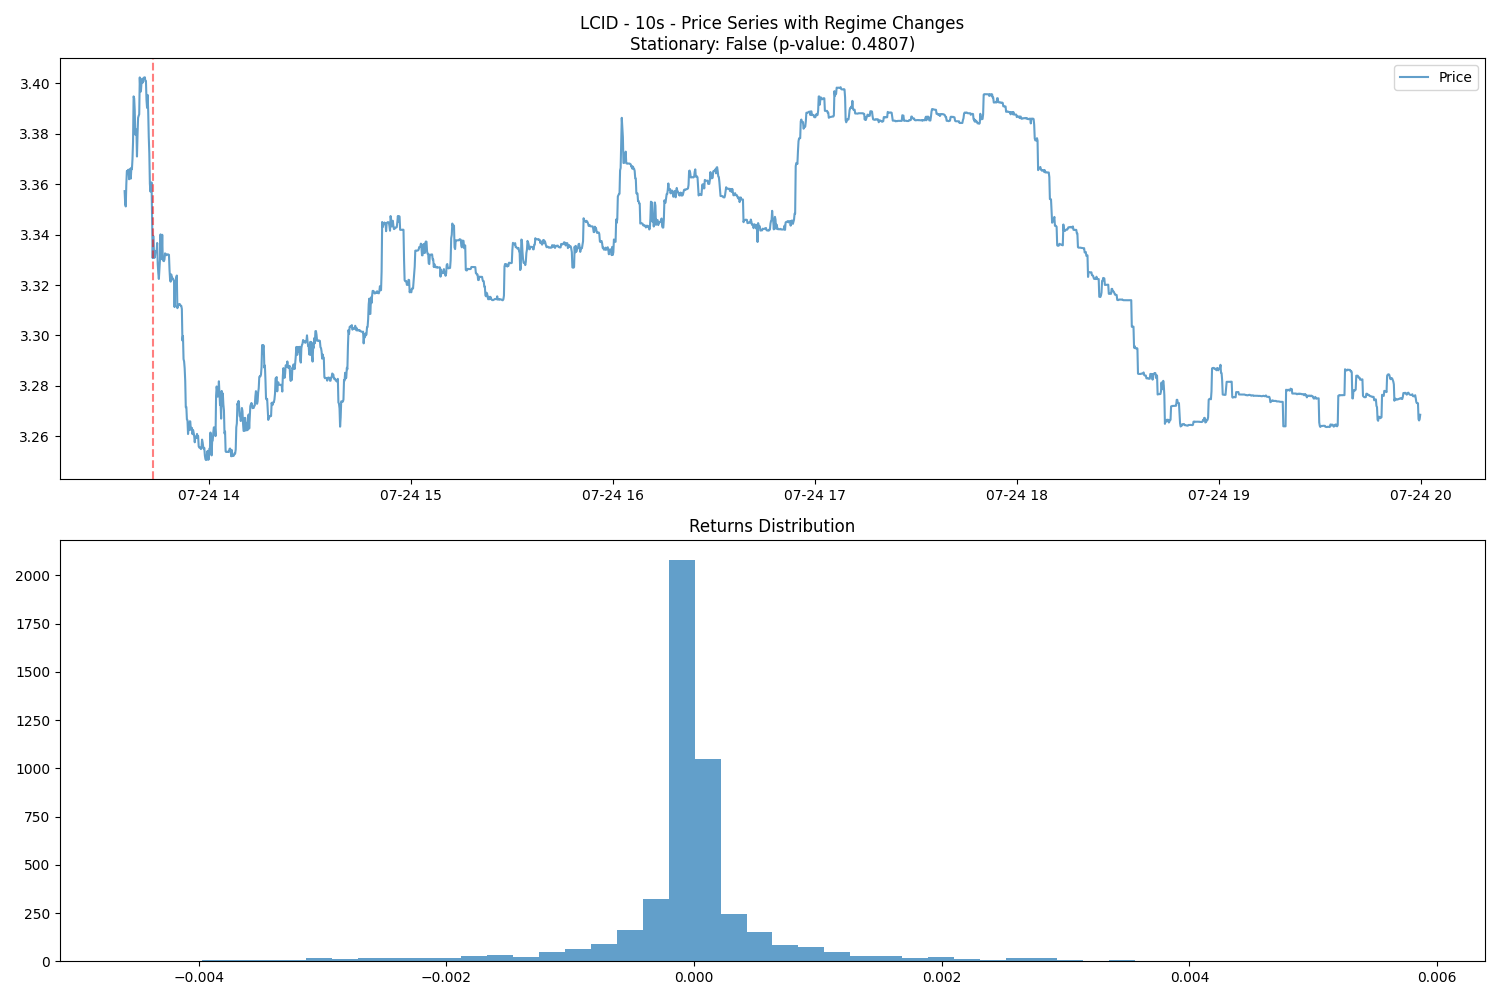 LCID - 10s - Price Series with Regime Changes
Stationary: False (p-value: 0.4807)
Price
3.40
3.38
3.36
3.34
3.32
3.30
3.28
3.26
07-24 14 07-24 15 07-24 16 07-24 17 07-24 18 07-24 19 07-24 20
Returns Distribution
2000
1750
1500
1250
1000
750
500
250
0
−0.004 −0.002 0.000 0.002 0.004 0.006